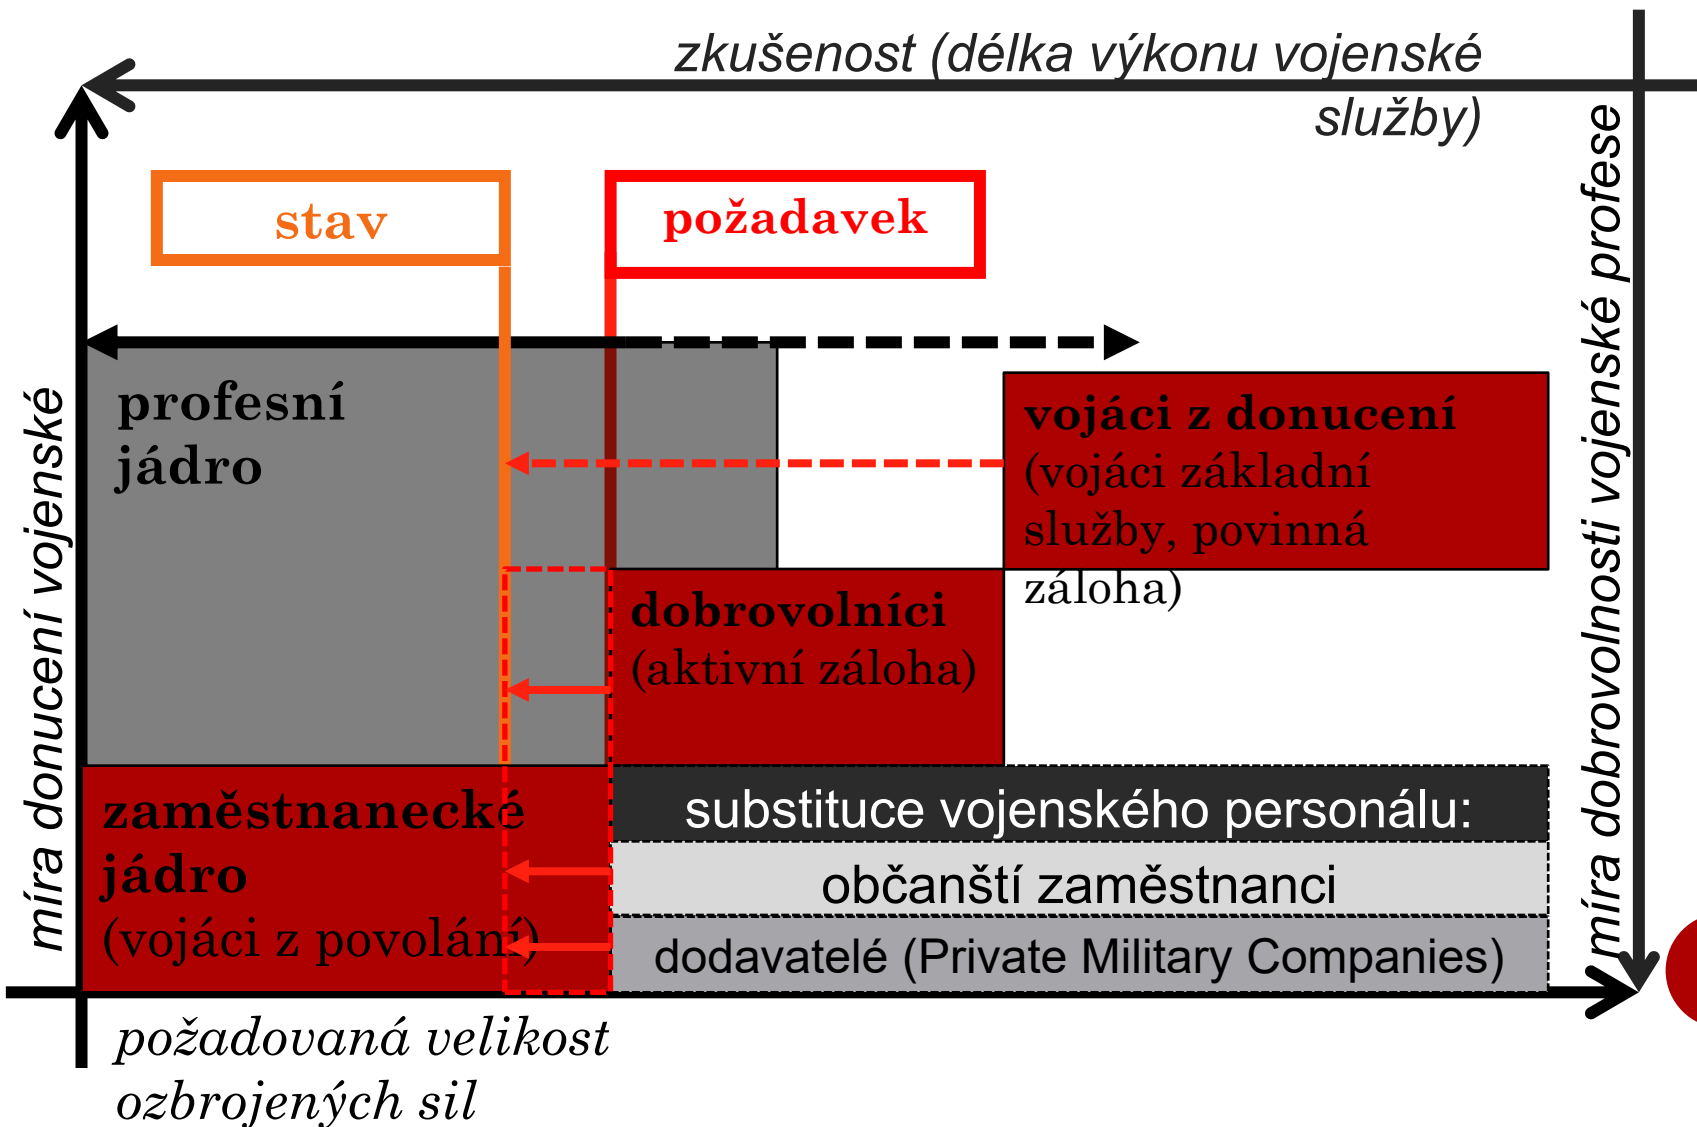 zkušenost (délka výkonu vojenské
služby)
stav
požadavek
profesní
jádro
vojáci z donucení
(vojáci základní
služby, povinná
záloha)
dobrovolníci
(aktivní záloha)
zaměstnanecké
jádro
(vojáci z povolání)
substituce vojenského personálu:
občanští zaměstnanci
dodavatelé (Private Military Companies)
požadovaná velikost
ozbrojených sil
míra donucení vojenské
míra dobrovolnosti vojenské profese